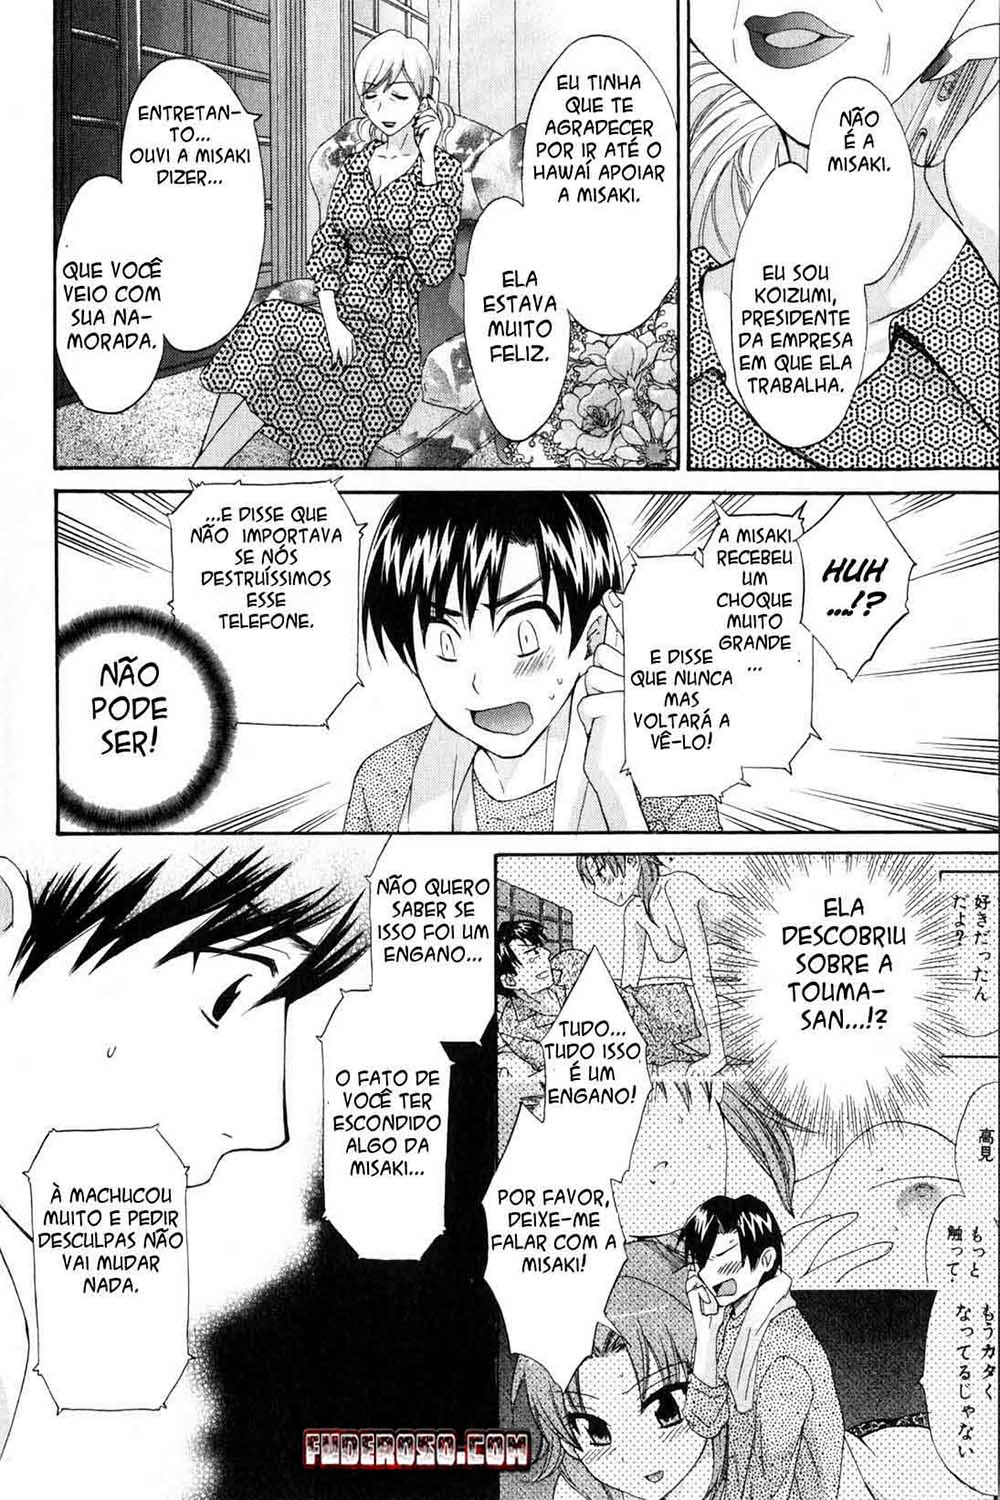 NÃO
É A
MISAKI.
EU SOU
KOIZUMI,
PRESIDENTE
DA EMPRESA
EM QUE ELA
TRABALHA.
EU TINHA
QUE TE
AGRADECER
POR IR ATÉ O
HAWAÍ APOIAR
A MISAKI.
ELA
ESTAVA
MUITO
FELIZ.
ENTRETAN-
TO...
OUVI A MISAKI
DIZER...
QUE VOCÊ
VEIO COM
SUA NA-
MORADA.
HUH
....!?
A MISAKI
RECEBEU
UM
CHOQUE
MUITO
GRANDE
...
E DISSE
QUE NUNCA
MAS
VOLTARÁ A
VÊ-LO!
...E DISSE QUE
NÃO IMPORTAVA
SE NÓS
DESTRUÍSSIMOS
ESSE
TELEFONE.
NÃO
PODE
SER!
好きだったん
だよ?
ELA
DESCOBRIU
SOBRE A
TOUMA-
SAN...!?
高見
もっと
触って・
もうカタく
なってるじゃない
TUDO...
TUDO ISSO
É UM
ENGANO!
POR FAVOR,
DEIXE-ME
FALAR COM A
MISAKI!
NÃO QUERO
SABER SE
ISSO FOI UM
ENGANO...
O FATO DE
VOCÊ TER
ESCONDIDO
ALGO DA
MISAKI...
À MACHUCOU
MUITO E PEDIR
DESCULPAS NÃO
VAI MUDAR
NADA.
FUDEROSO.COM